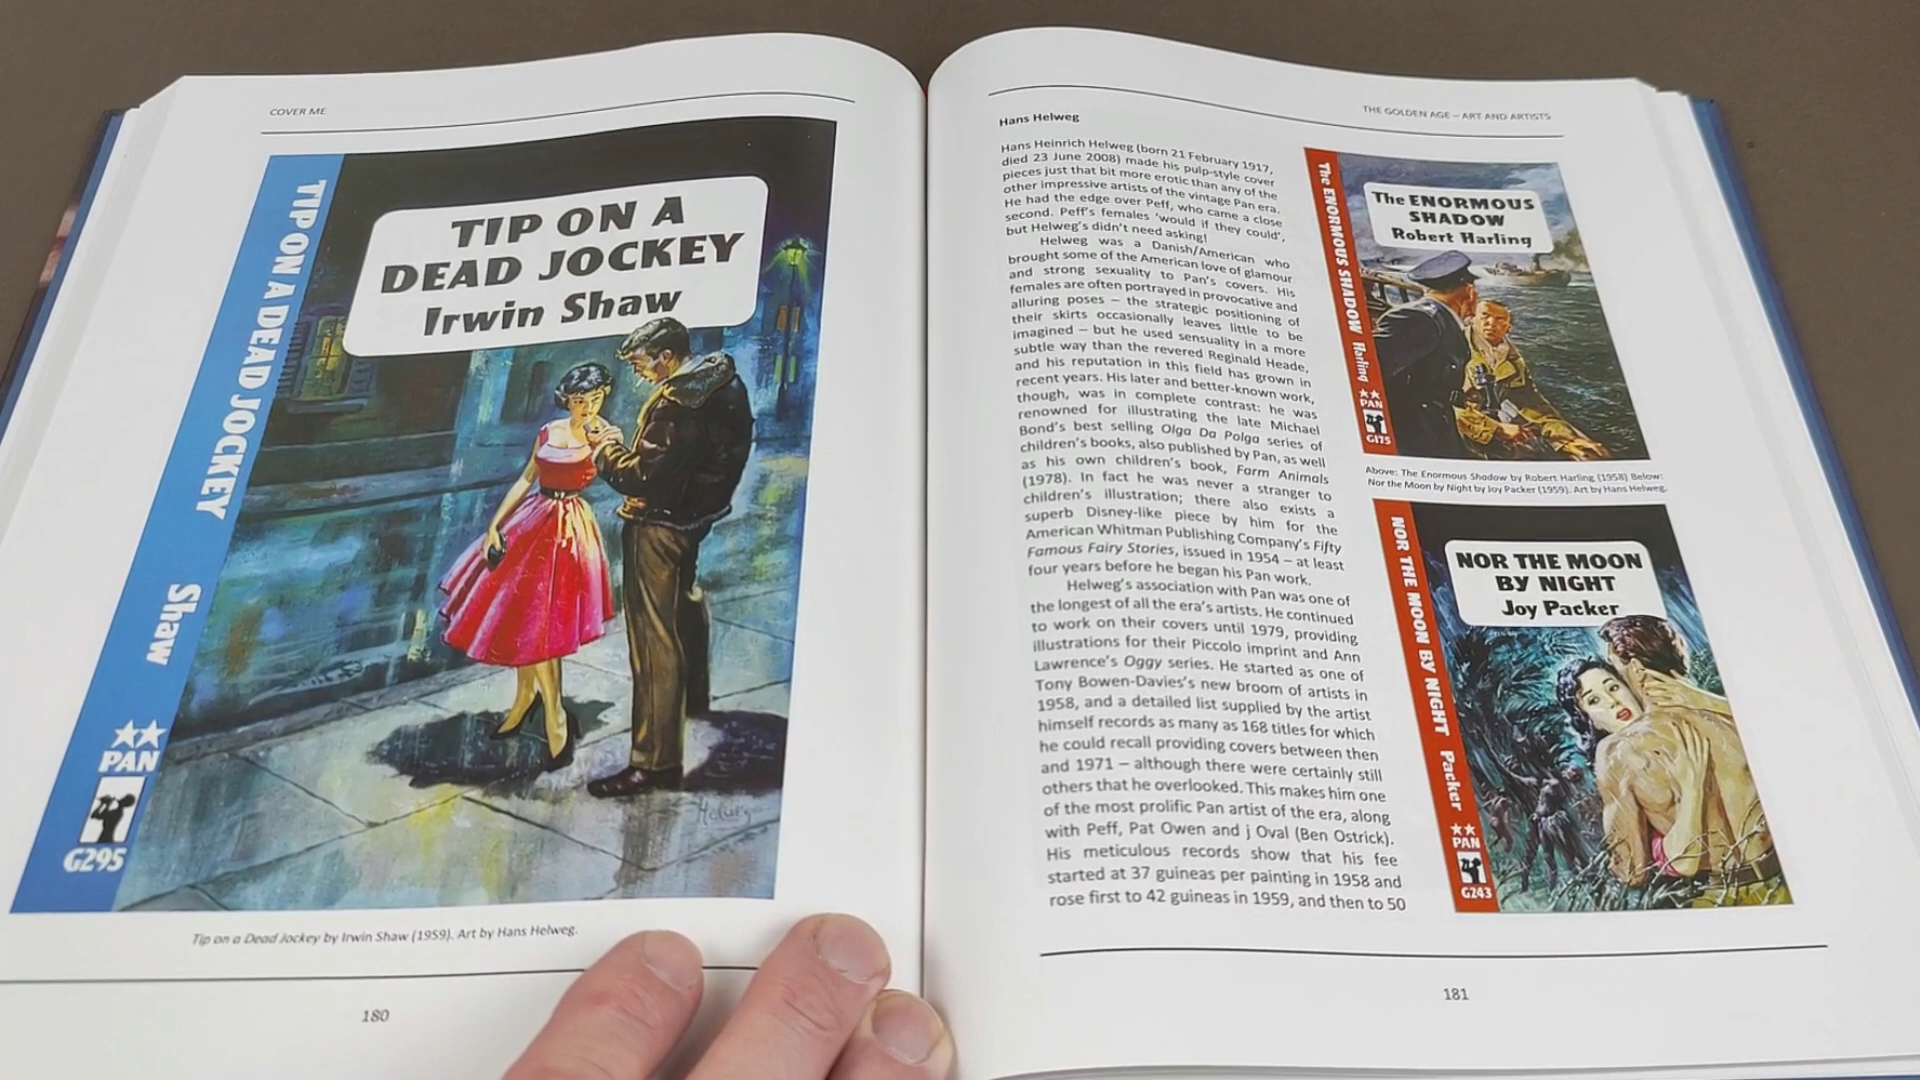 COVER ME
TIP ON A DEAD JOCKEY
Shaw
PAN
G295
TIP ON A
DEAD JOCKEY
Irwin Shaw
Helweg
Tip on a Dead Jockey by Irwin Shaw (1959). Art by Hans Helweg.
180
THE GOLDEN AGE – ART AND ARTISTS
Hans Helweg
Hans Heinrich Helweg (born 21 February 1917,
died 23 June 2008) made his pulp-style cover
pieces just that bit more erotic than any of the
other impressive artists of the vintage Pan era.
He had the edge over Peff, who came a close
second. Peff's females 'would if they could',
but Helweg's didn't need asking!
Helweg was a Danish/American who
brought some of the American love of glamour
and strong sexuality to Pan's covers. His
females are often portrayed in provocative and
alluring poses – the strategic positioning of
their skirts occasionally leaves little to be
imagined – but he used sensuality in a more
subtle way than the revered Reginald Heade,
and his reputation in this field has grown in
recent years. His later and better-known work,
though, was in complete contrast: he was
renowned for illustrating the late Michael
Bond's best selling Olga Da Polga series of
children's books, also published by Pan, as well
as his own children's book, Farm Animals
(1978). In fact he was never a stranger to
children's illustration; there also exists a
superb Disney-like piece by him for the
American Whitman Publishing Company's Fifty
Famous Fairy Stories, issued in 1954 – at least
four years before he began his Pan work.
Helweg's association with Pan was one of
the longest of all the era's artists. He continued
to work on their covers until 1979, providing
illustrations for their Piccolo imprint and Ann
Lawrence's Oggy series. He started as one of
Tony Bowen-Davies's new broom of artists in
1958, and a detailed list supplied by the artist
himself records as many as 168 titles for which
he could recall providing covers between then
and 1971 – although there were certainly still
others that he overlooked. This makes him one
of the most prolific Pan artist of the era, along
with Peff, Pat Owen and j Oval (Ben Ostrick).
His meticulous records show that his fee
started at 37 guineas per painting in 1958 and
rose first to 42 guineas in 1959, and then to 50
The ENORMOUS SHADOW Harling
PAN
G175
The ENORMOUS
SHADOW
Robert Harling
Above: The Enormous Shadow by Robert Harling (1958) Below:
Nor the Moon by Night by Joy Packer (1959). Art by Hans Helweg.
NOR THE MOON BY NIGHT Packer
PAN
G243
NOR THE MOON
BY NIGHT
Joy Packer
181